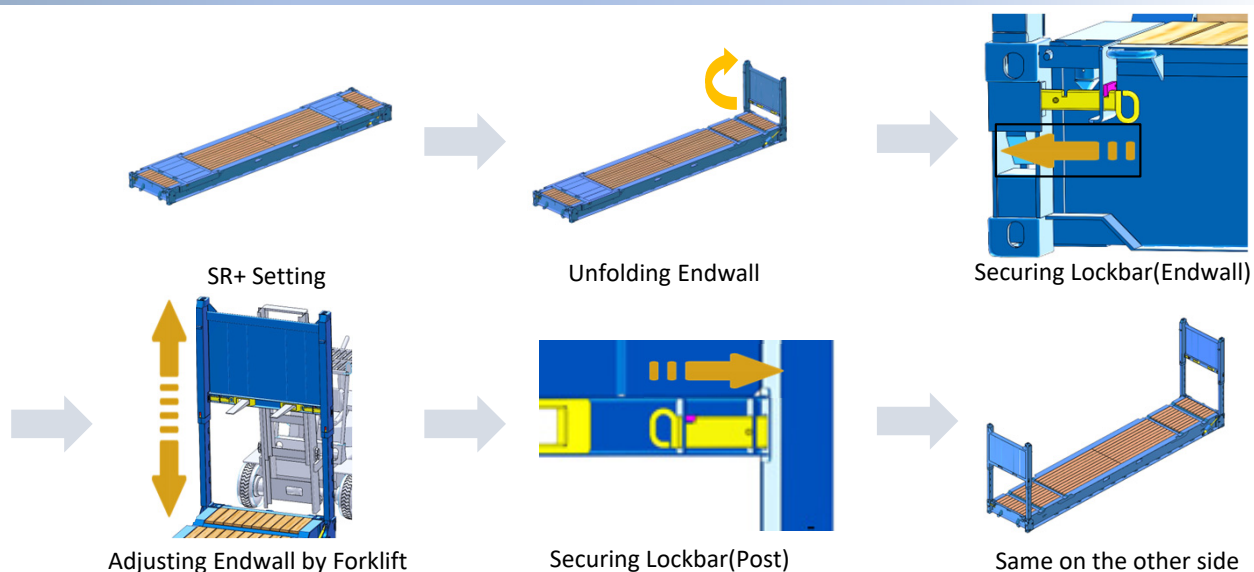 SR+ Setting
Unfolding Endwall
Securing Lockbar(Endwall)
Adjusting Endwall by Forklift
Securing Lockbar(Post)
Same on the other side